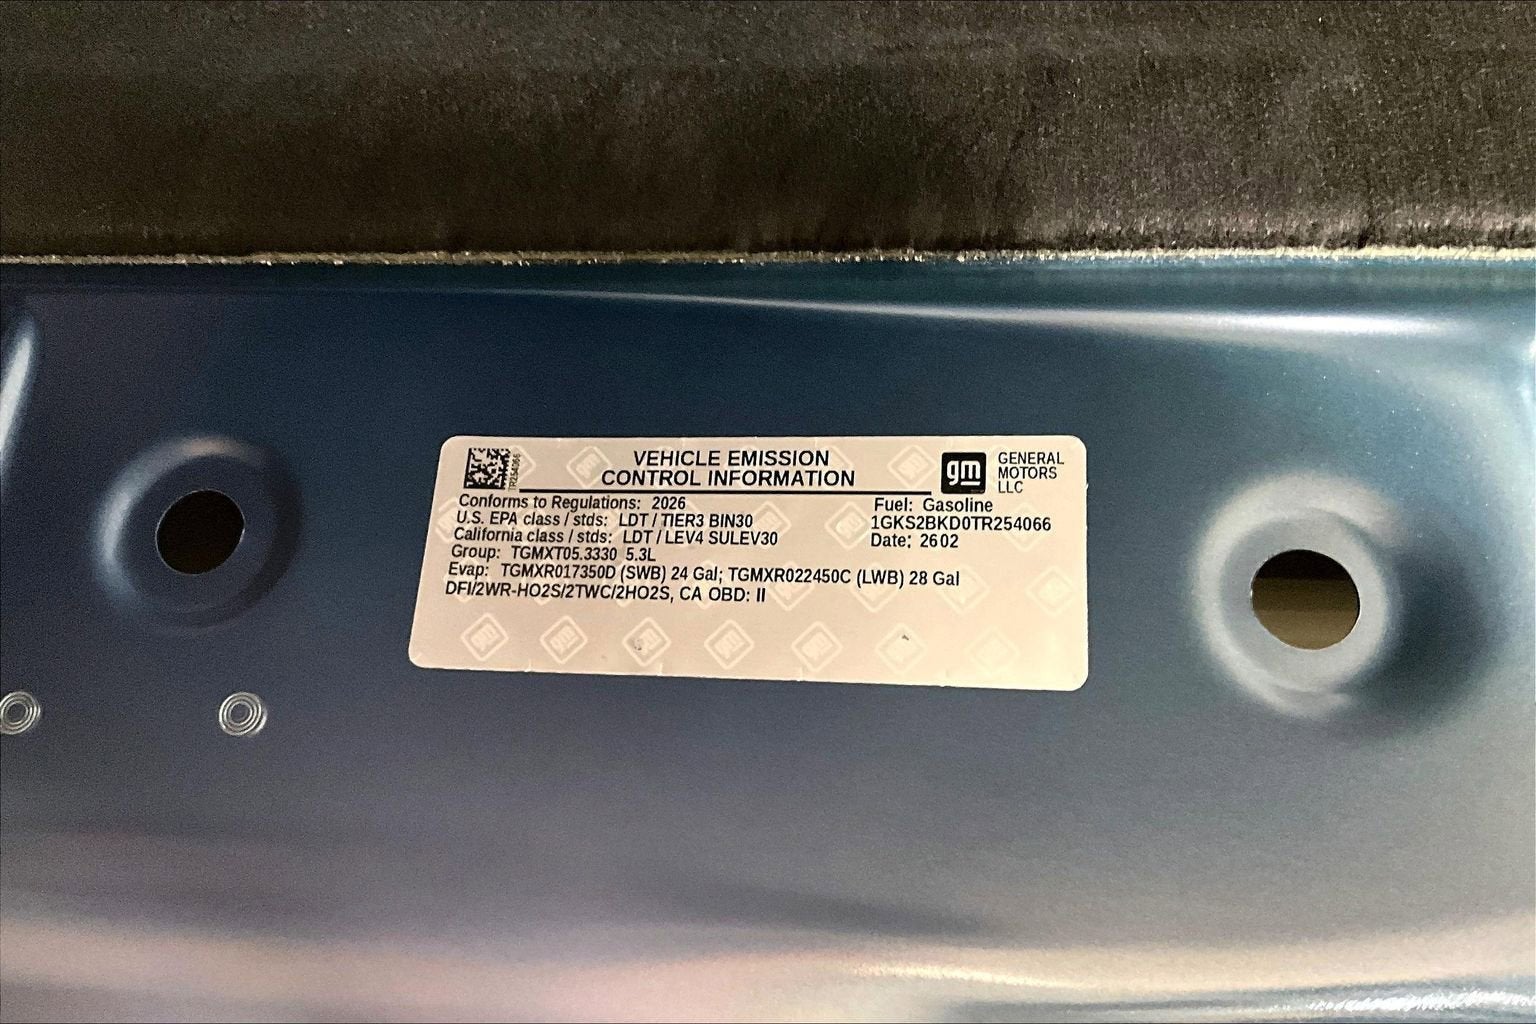 VEHICLE EMISSION
CONTROL INFORMATION
gm
GENERAL
MOTORS
LLC
TR254066
Conforms to Regulations: 2026
U.S. EPA class / stds: LDT / TIER3 BIN30
California class / stds: LDT / LEV4 SULEV30
Group: TGMXT05.3330 5.3L
Evap: TGMXR017350D (SWB) 24 Gal; TGMXR022450C (LWB) 28 Gal
DFI/2WR-HO2S/2TWC/2HO2S, CA OBD: II
Fuel: Gasoline
1GKS2BKD0TR254066
Date: 2602